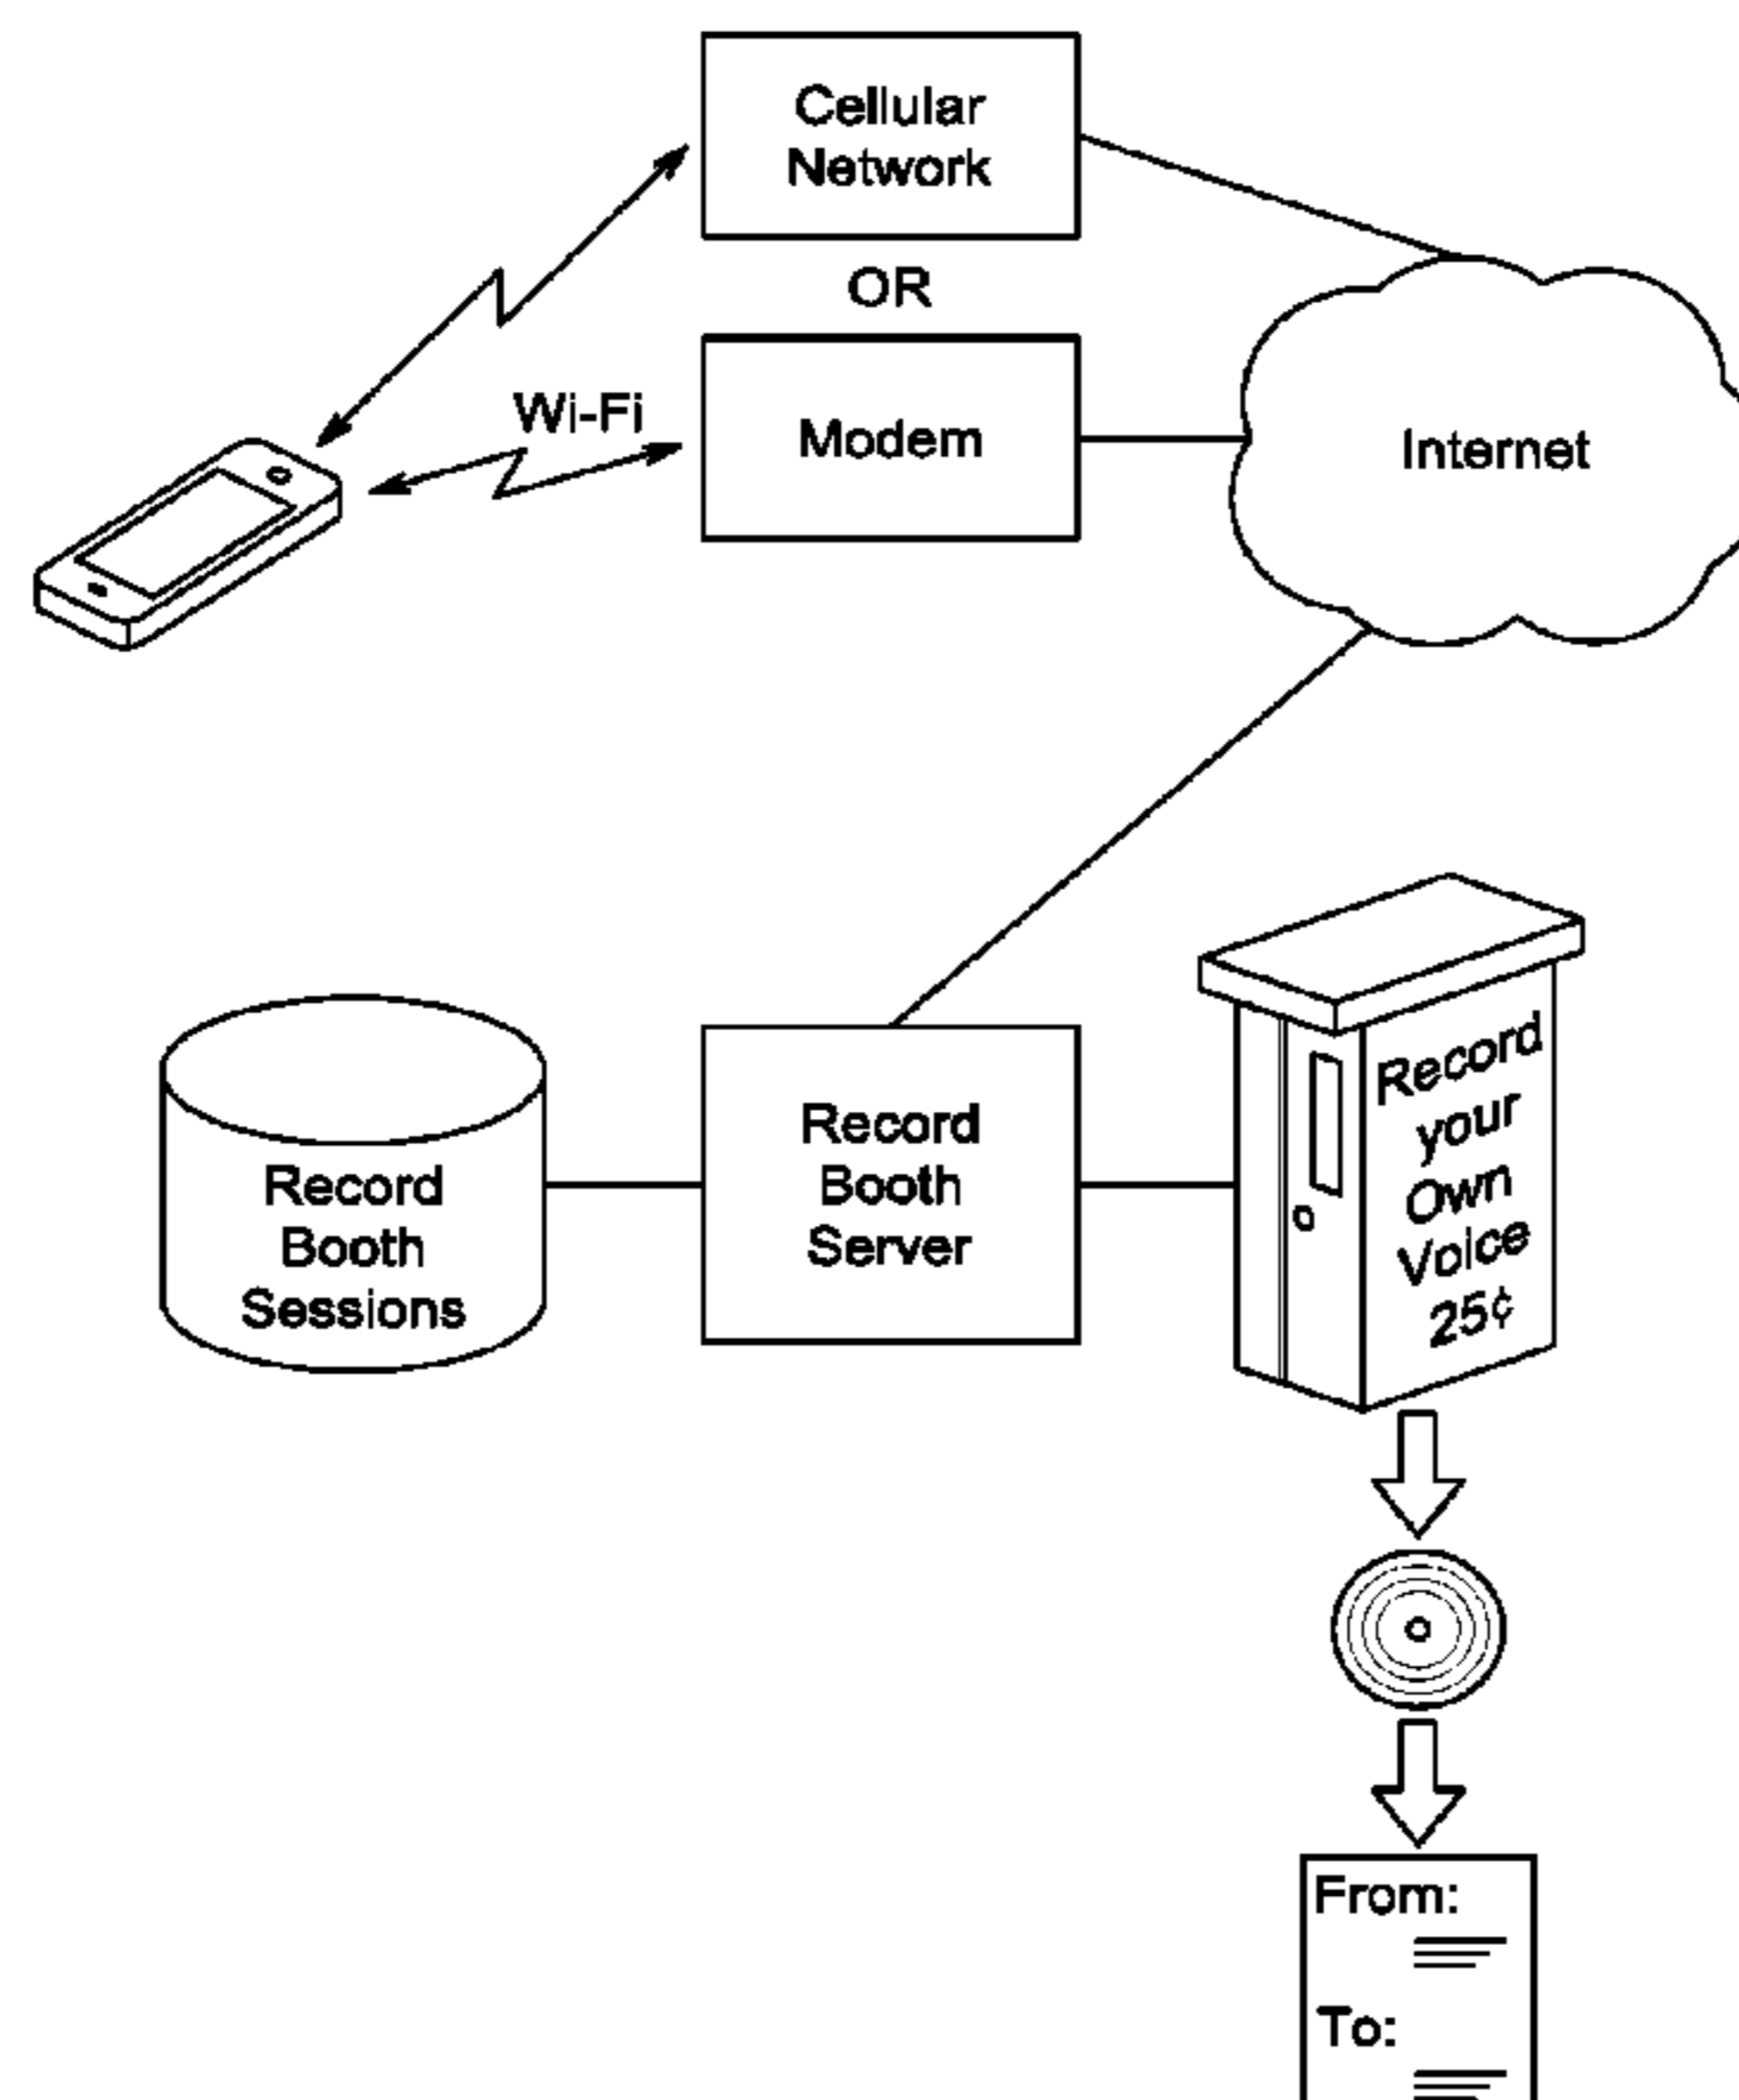 Cellular
Network
OR
Wi-Fi
Modem
Internet
Record
Booth
Sessions
Record
Booth
Server
Record
your
Own
Voice
25¢
From:
To: